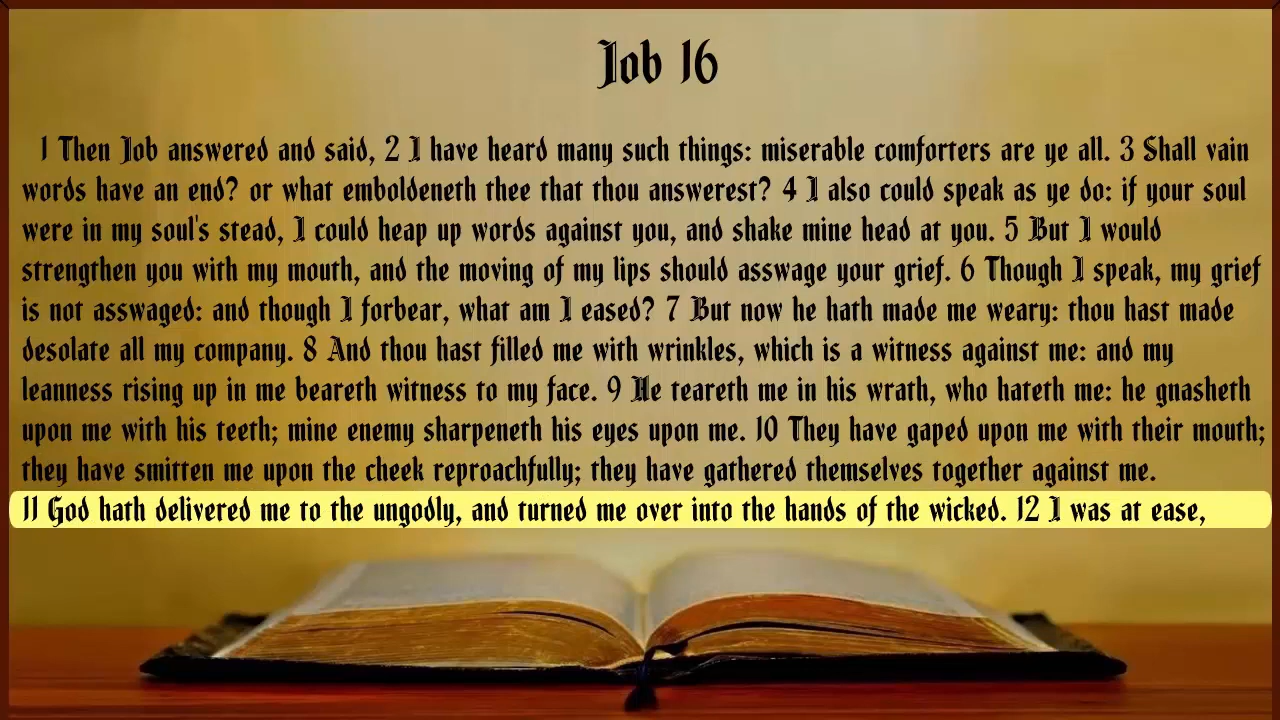 Job 16
1 Then Job answered and said, 2 I have heard many such things: miserable comforters are ye all. 3 Shall vain
words have an end? or what emboldeneth thee that thou answerest? 4 I also could speak as ye do: if your soul
were in my soul's stead, I could heap up words against you, and shake mine head at you. 5 But I would
strengthen you with my mouth, and the moving of my lips should asswage your grief. 6 Though I speak, my grief
is not asswaged: and though I forbear, what am I eased? 7 But now he hath made me weary: thou hast made
desolate all my company. 8 And thou hast filled me with wrinkles, which is a witness against me: and my
leanness rising up in me beareth witness to my face. 9 He teareth me in his wrath, who hateth me: he gnasheth
upon me with his teeth; mine enemy sharpeneth his eyes upon me. 10 They have gaped upon me with their mouth;
they have smitten me upon the cheek reproachfully; they have gathered themselves together against me.
11 God hath delivered me to the ungodly, and turned me over into the hands of the wicked. 12 I was at ease,